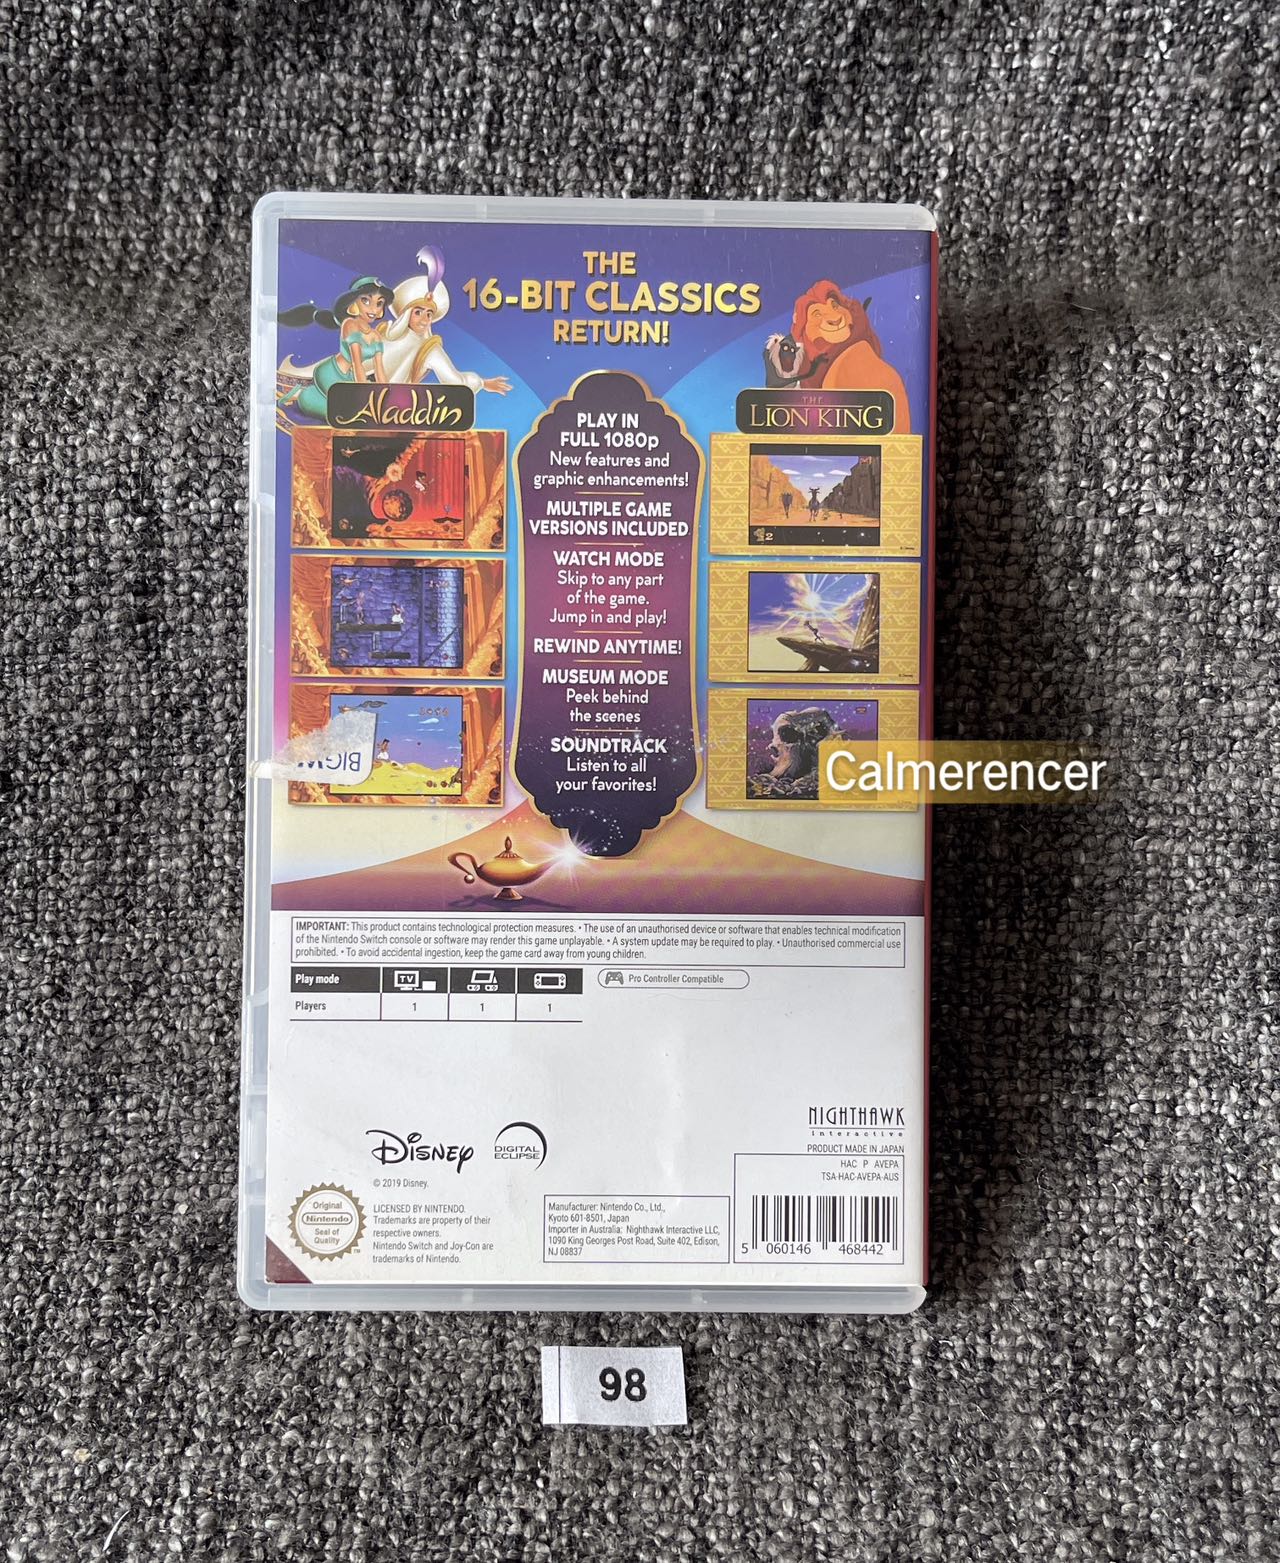 THE
16-BIT CLASSICS
RETURN!
Aladdin
THE
LION KING
PLAY IN
FULL 1080p
New features and
graphic enhancements!
MULTIPLE GAME
VERSIONS INCLUDED
WATCH MODE
Skip to any part
of the game.
Jump in and play!
REWIND ANYTIME!
MUSEUM MODE
Peek behind
the scenes
SOUNDTRACK
Listen to all
your favorites!
Calmerencer
IMPORTANT: This product contains technological protection measures. • The use of an unauthorised device or software that enables technical modification
of the Nintendo Switch console or software may render this game unplayable. • A system update may be required to play. • Unauthorised commercial use
prohibited. • To avoid accidental ingestion, keep the game card away from young children.
Play mode TV
Pro Controller Compatible
Players 1 1 1
NIGHTHAWK
interactive
Disney
DIGITAL
ECLIPSE
PRODUCT MADE IN JAPAN
HAC P AVEPA
TSA-HAC-AVEPA-AUS
© 2019 Disney.
Original
Nintendo
Seal of
Quality
TM
LICENSED BY NINTENDO.
Trademarks are property of their
respective owners.
Nintendo Switch and Joy-Con are
trademarks of Nintendo.
Manufacturer: Nintendo Co., Ltd.,
Kyoto 601-8501, Japan
Importer in Australia: Nighthawk Interactive LLC,
1090 King Georges Post Road, Suite 402, Edison,
NJ 08837
5 060146 468442
98